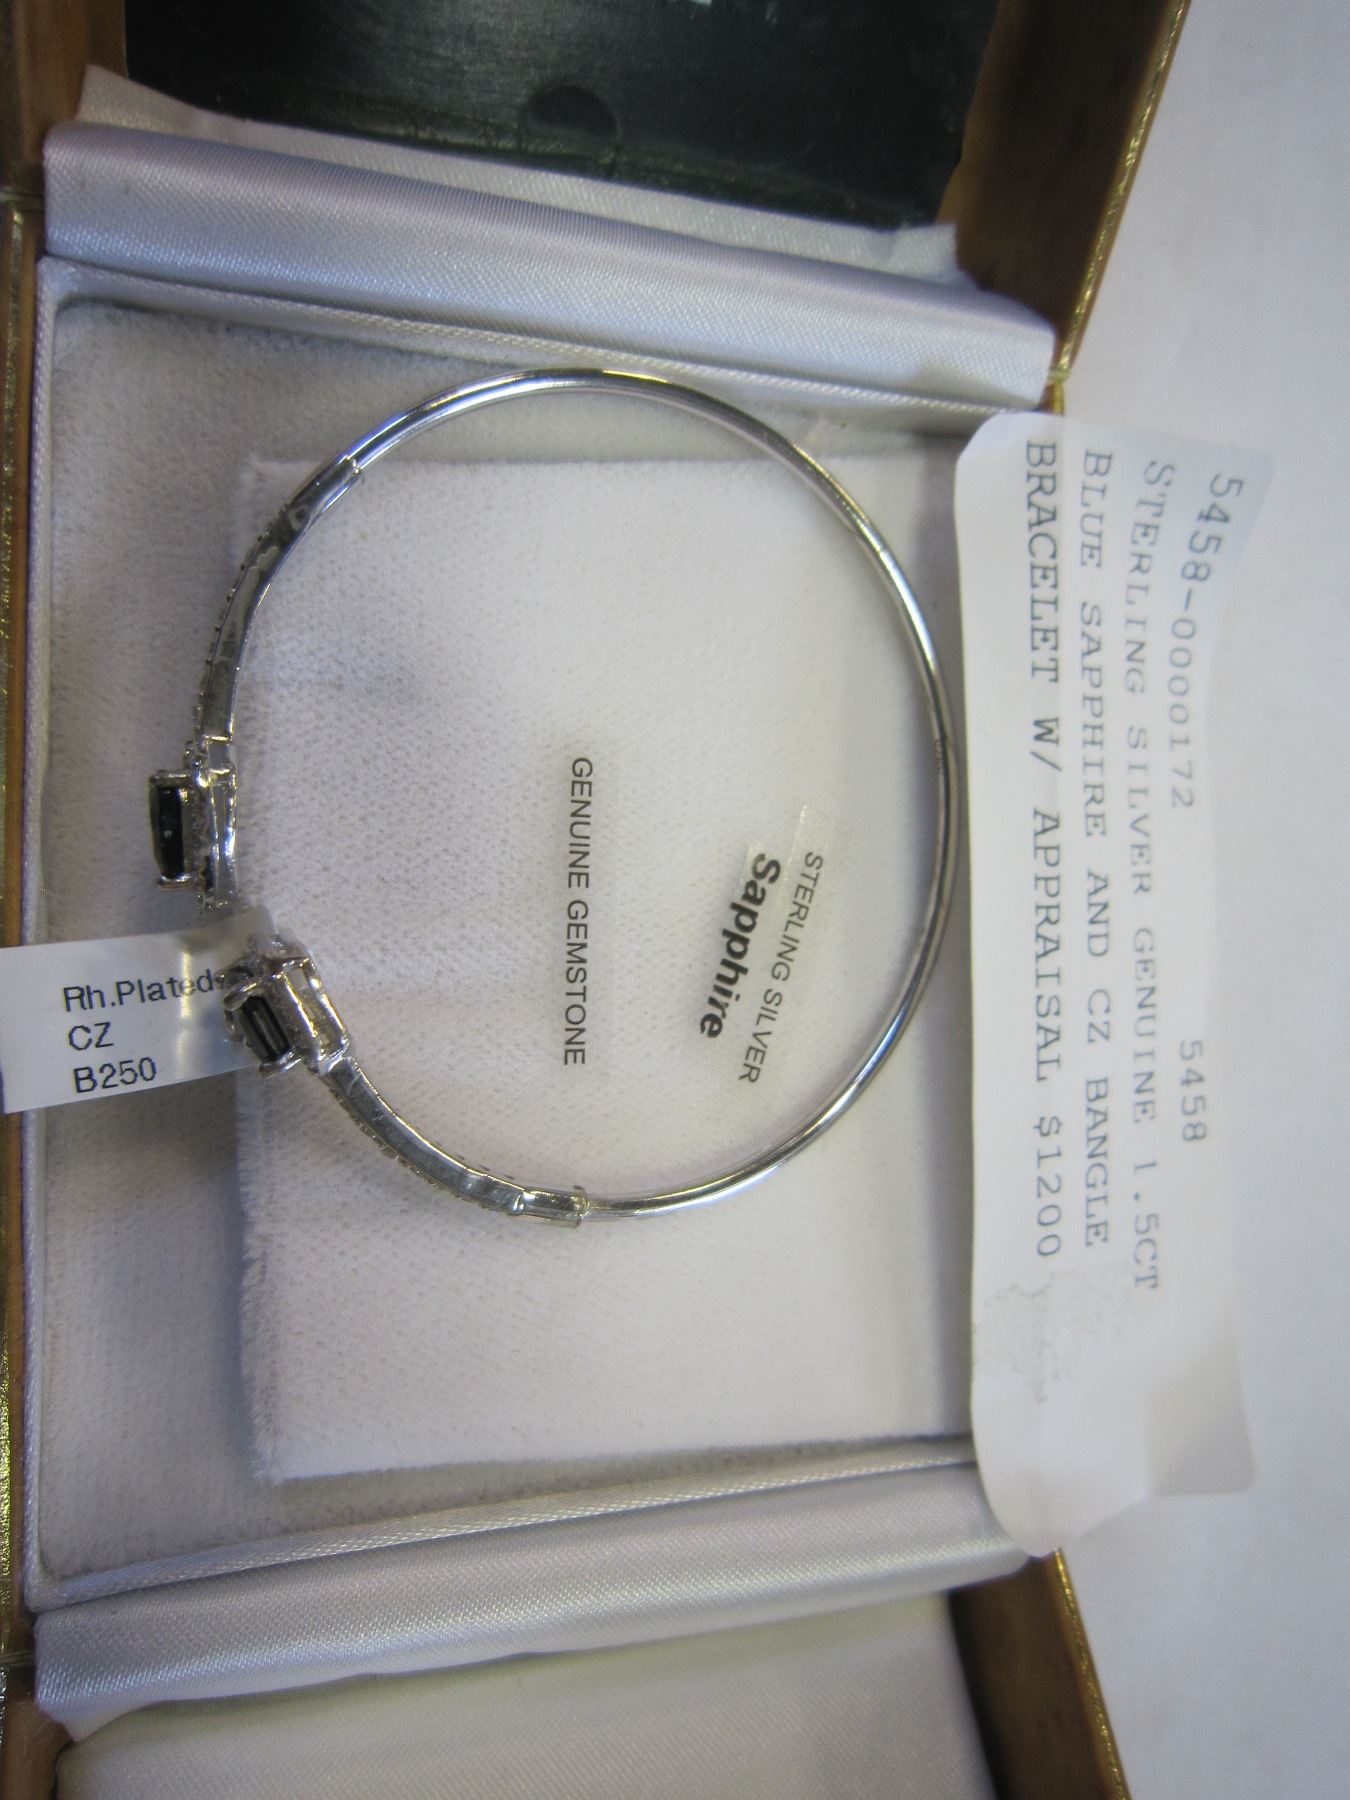 5458-0000172 5458
STERLING SILVER GENUINE 1.5CT
BLUE SAPPHIRE AND CZ BANGLE
BRACELET W/ APPRAISAL $1200
STERLING SILVER
Sapphire
GENUINE GEMSTONE
Rh.Plated
CZ
B250